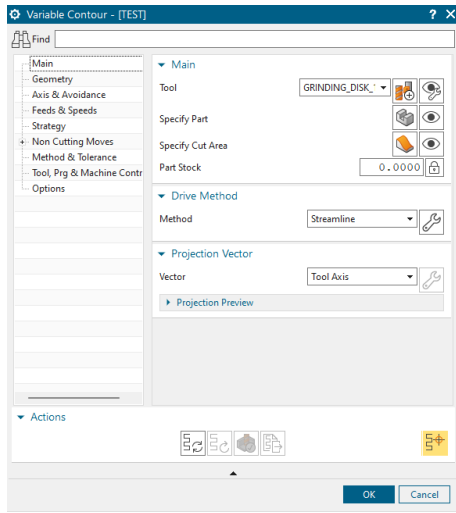 Variable Contour - [TEST]
Find
Main
Geometry
Axis & Avoidance
Feeds & Speeds
Strategy
Non Cutting Moves
Method & Tolerance
Tool, Prg & Machine Contr
Options
Main
Tool
GRINDING_DISK_
Specify Part
Specify Cut Area
Part Stock
0.0000
Drive Method
Method
Streamline
Projection Vector
Vector
Tool Axis
Projection Preview
Actions
OK
Cancel